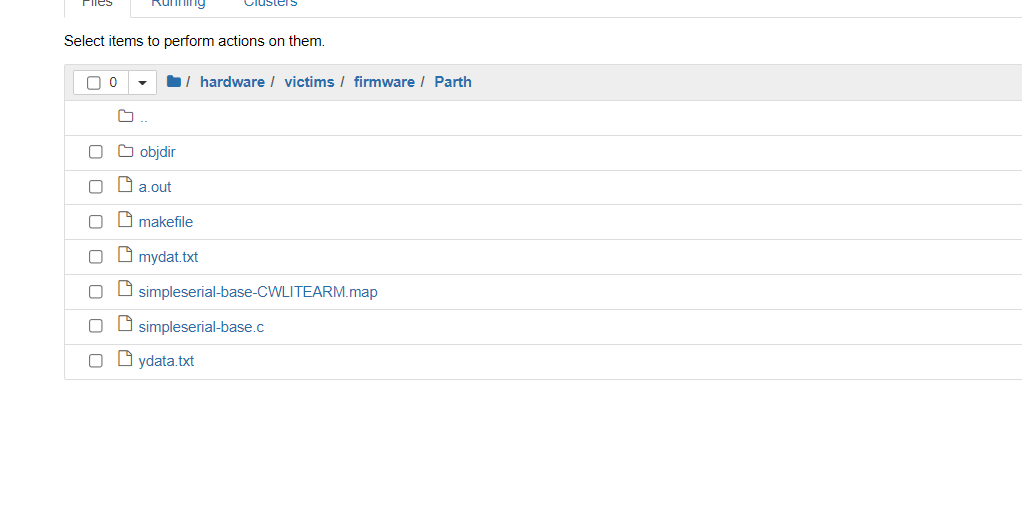 Files Running Clusters
Select items to perform actions on them.
0 / hardware / victims / firmware / Parth
..
objdir
a.out
makefile
mydat.txt
simpleserial-base-CWLITEARM.map
simpleserial-base.c
ydata.txt